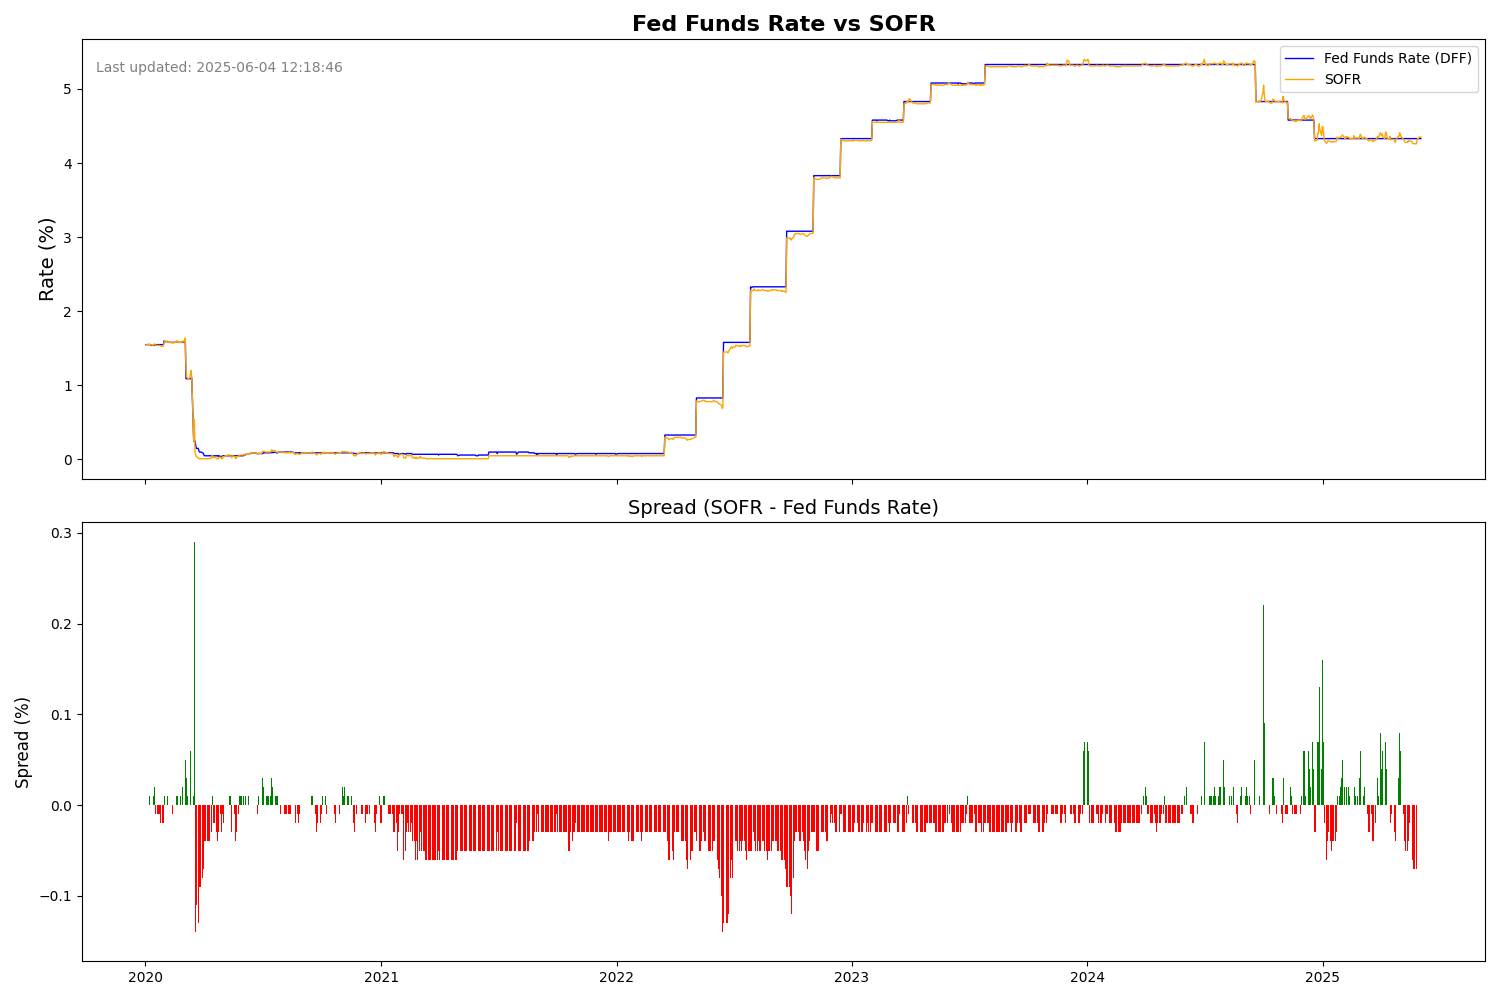 Fed Funds Rate vs SOFR
Last updated: 2025-06-04 12:18:46
Fed Funds Rate (DFF)
SOFR
Rate (%)
5
4
3
2
1
0
Spread (SOFR - Fed Funds Rate)
Spread (%)
0.3
0.2
0.1
0.0
−0.1
2020 2021 2022 2023 2024 2025